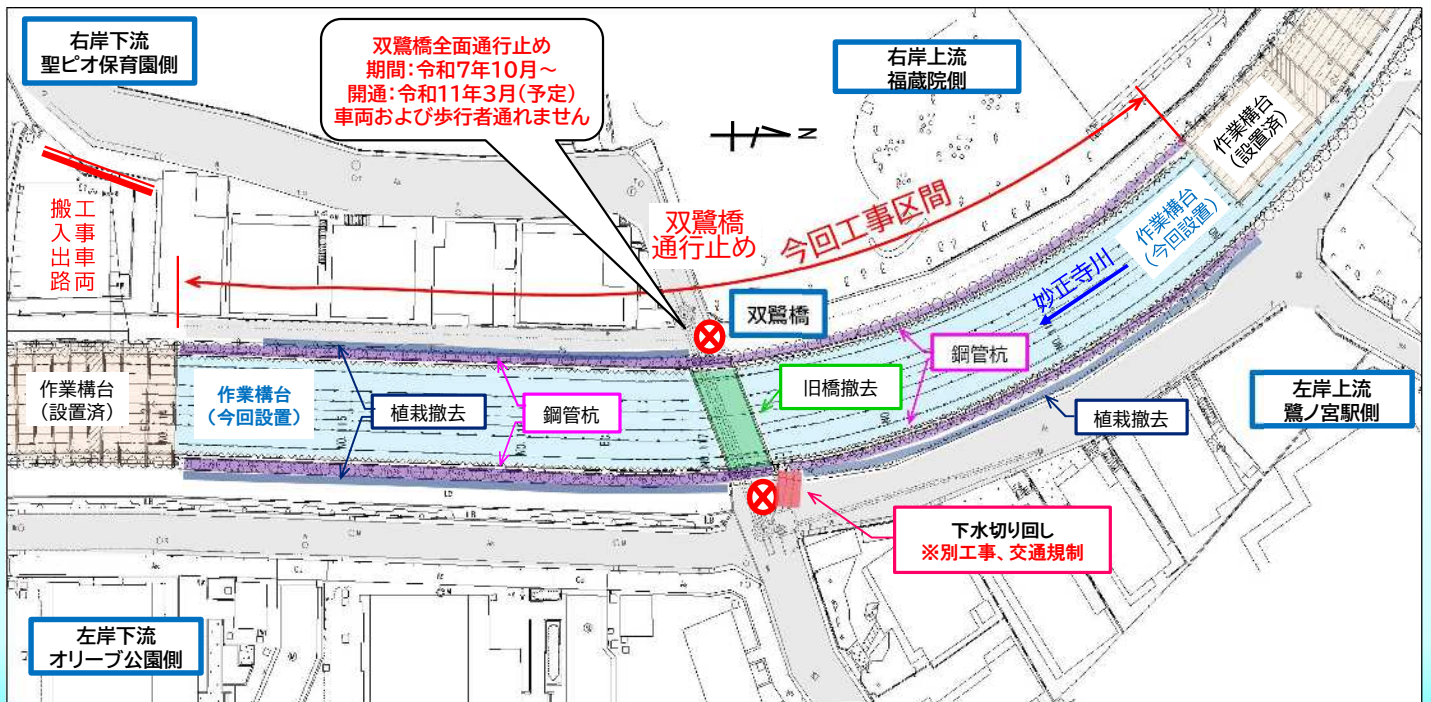 右岸下流
聖ピオ保育園側
双鷺橋全面通行止め
期間：令和7年10月～
開通：令和11年3月(予定)
車両および歩行者通れません
右岸上流
福蔵院側
N
作業構台
(設置済)
今回工事区間
工事車両
搬入出路
双鷺橋
通行止め
作業構台
(今回設置)
妙正寺川
双鷺橋
鋼管杭
旧橋撤去
作業構台
(設置済)
作業構台
(今回設置)
植栽撤去
鋼管杭
左岸上流
鷺ノ宮駅側
植栽撤去
下水切り回し
※別工事、交通規制
左岸下流
オリーブ公園側